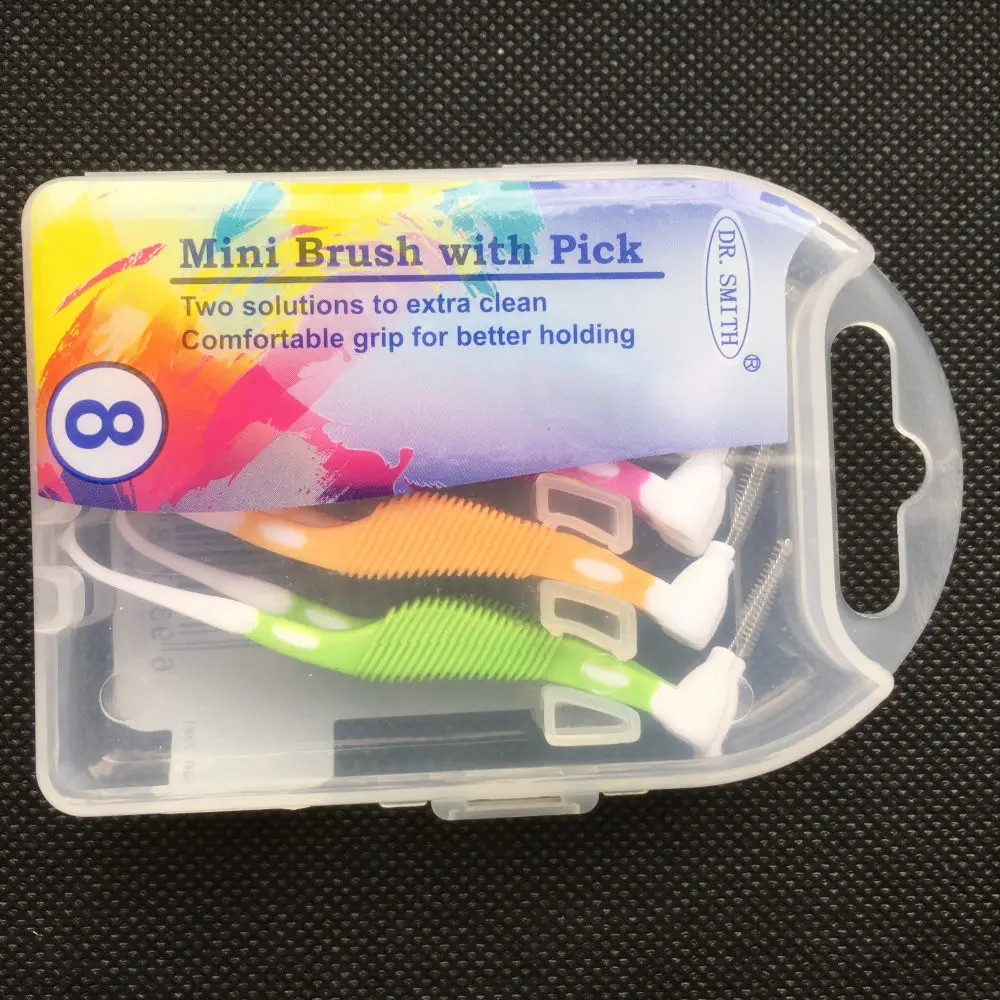 Mini Brush with Pick
Two solutions to extra clean
Comfortable grip for better holding
DR. SMITH ®
8